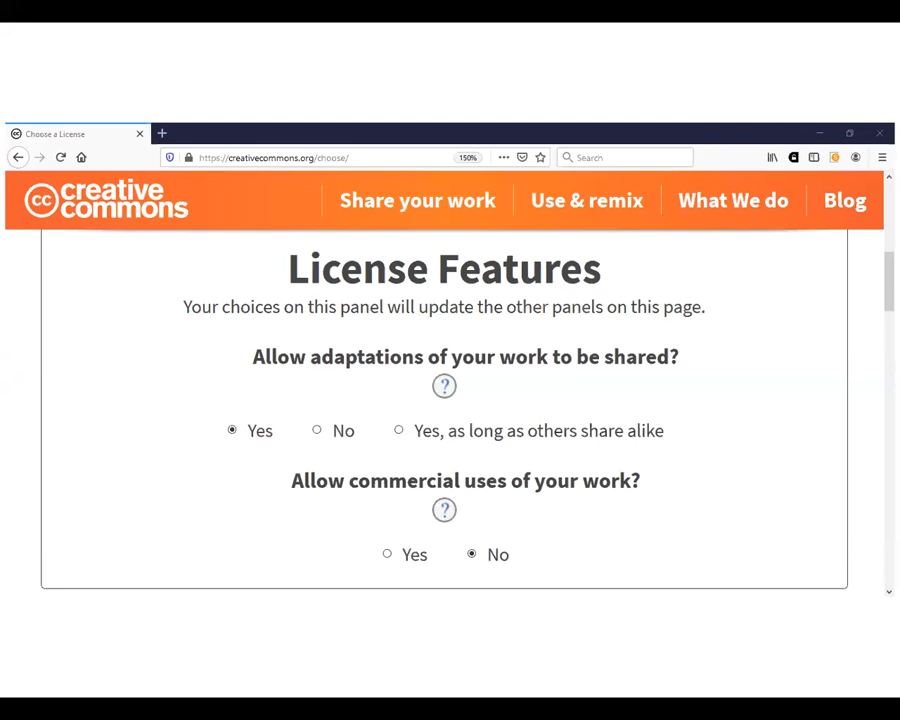 Choose a License
https://creativecommons.org/choose/
150%
Search
cc creative commons
Share your work
Use & remix
What We do
Blog
License Features
Your choices on this panel will update the other panels on this page.
Allow adaptations of your work to be shared?
?
Yes No Yes, as long as others share alike
Allow commercial uses of your work?
?
Yes No